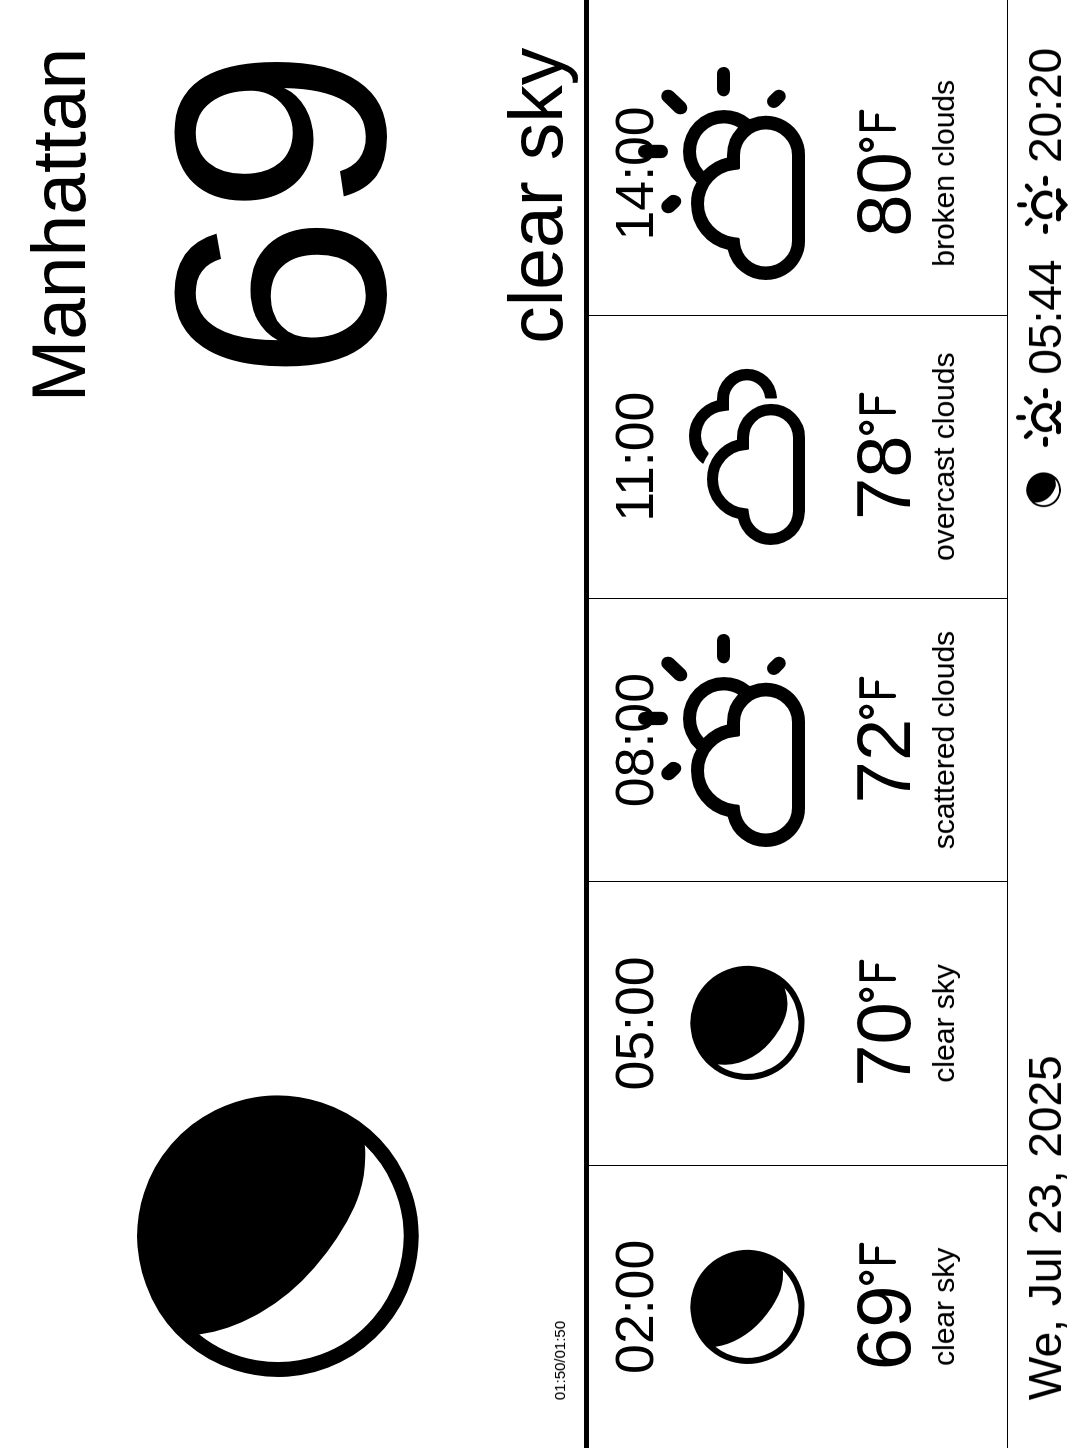 Manhattan
69
01:50/01:50
clear sky
02:00
69°F
clear sky
05:00
70°F
clear sky
08:00
72°F
scattered clouds
11:00
78°F
overcast clouds
14:00
80°F
broken clouds
We, Jul 23, 2025
05:44
20:20